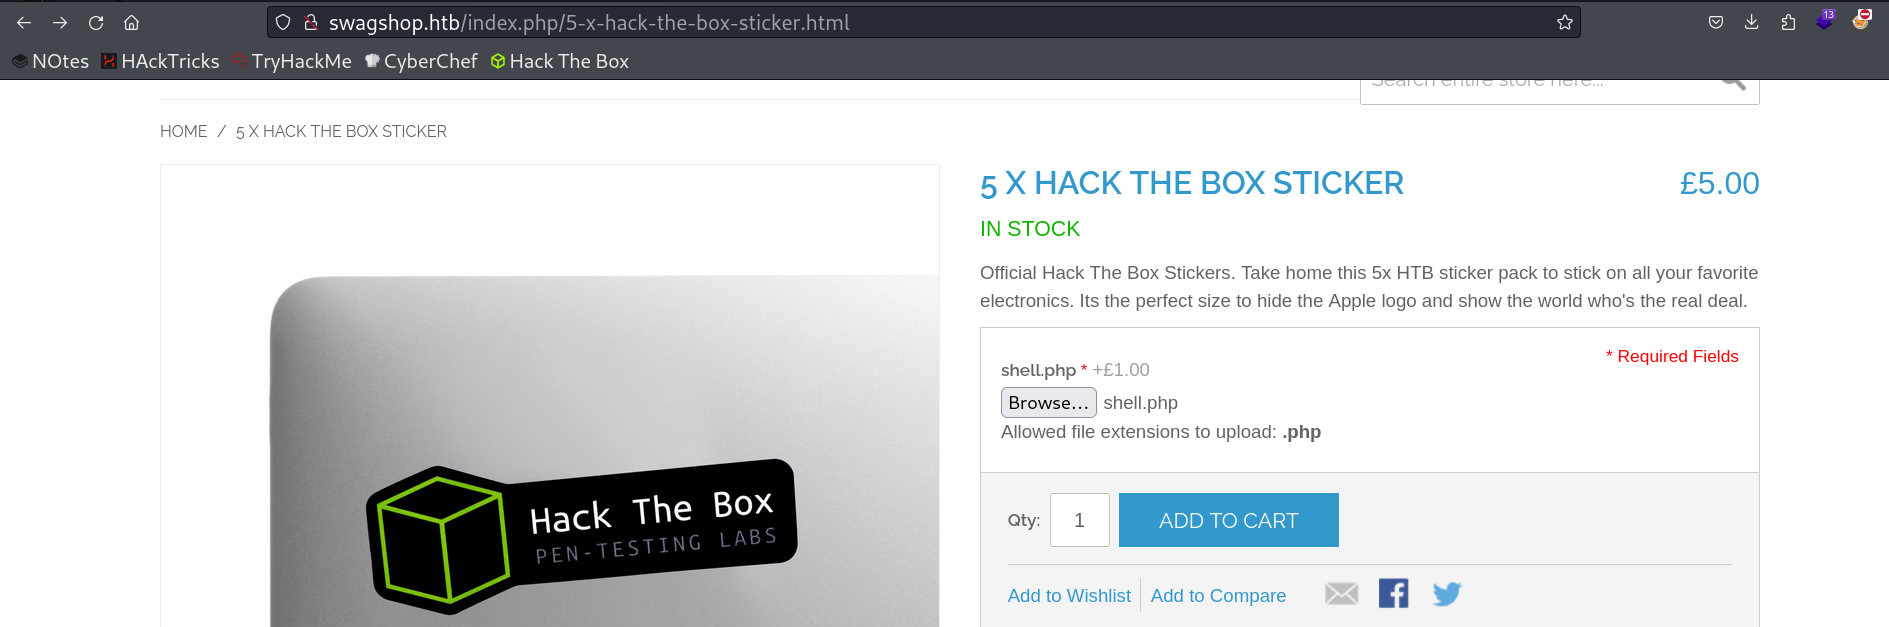 swagshop.htb/index.php/5-x-hack-the-box-sticker.html
13
NOtes HAckTricks TryHackMe CyberChef Hack The Box
Search entire store here...
HOME / 5 X HACK THE BOX STICKER
5 X HACK THE BOX STICKER £5.00
IN STOCK
Official Hack The Box Stickers. Take home this 5x HTB sticker pack to stick on all your favorite
electronics. Its the perfect size to hide the Apple logo and show the world who's the real deal.
* Required Fields
shell.php * +£1.00
Browse... shell.php
Allowed file extensions to upload: .php
Qty: 1 ADD TO CART
Add to Wishlist Add to Compare
Hack The Box
PEN-TESTING LABS